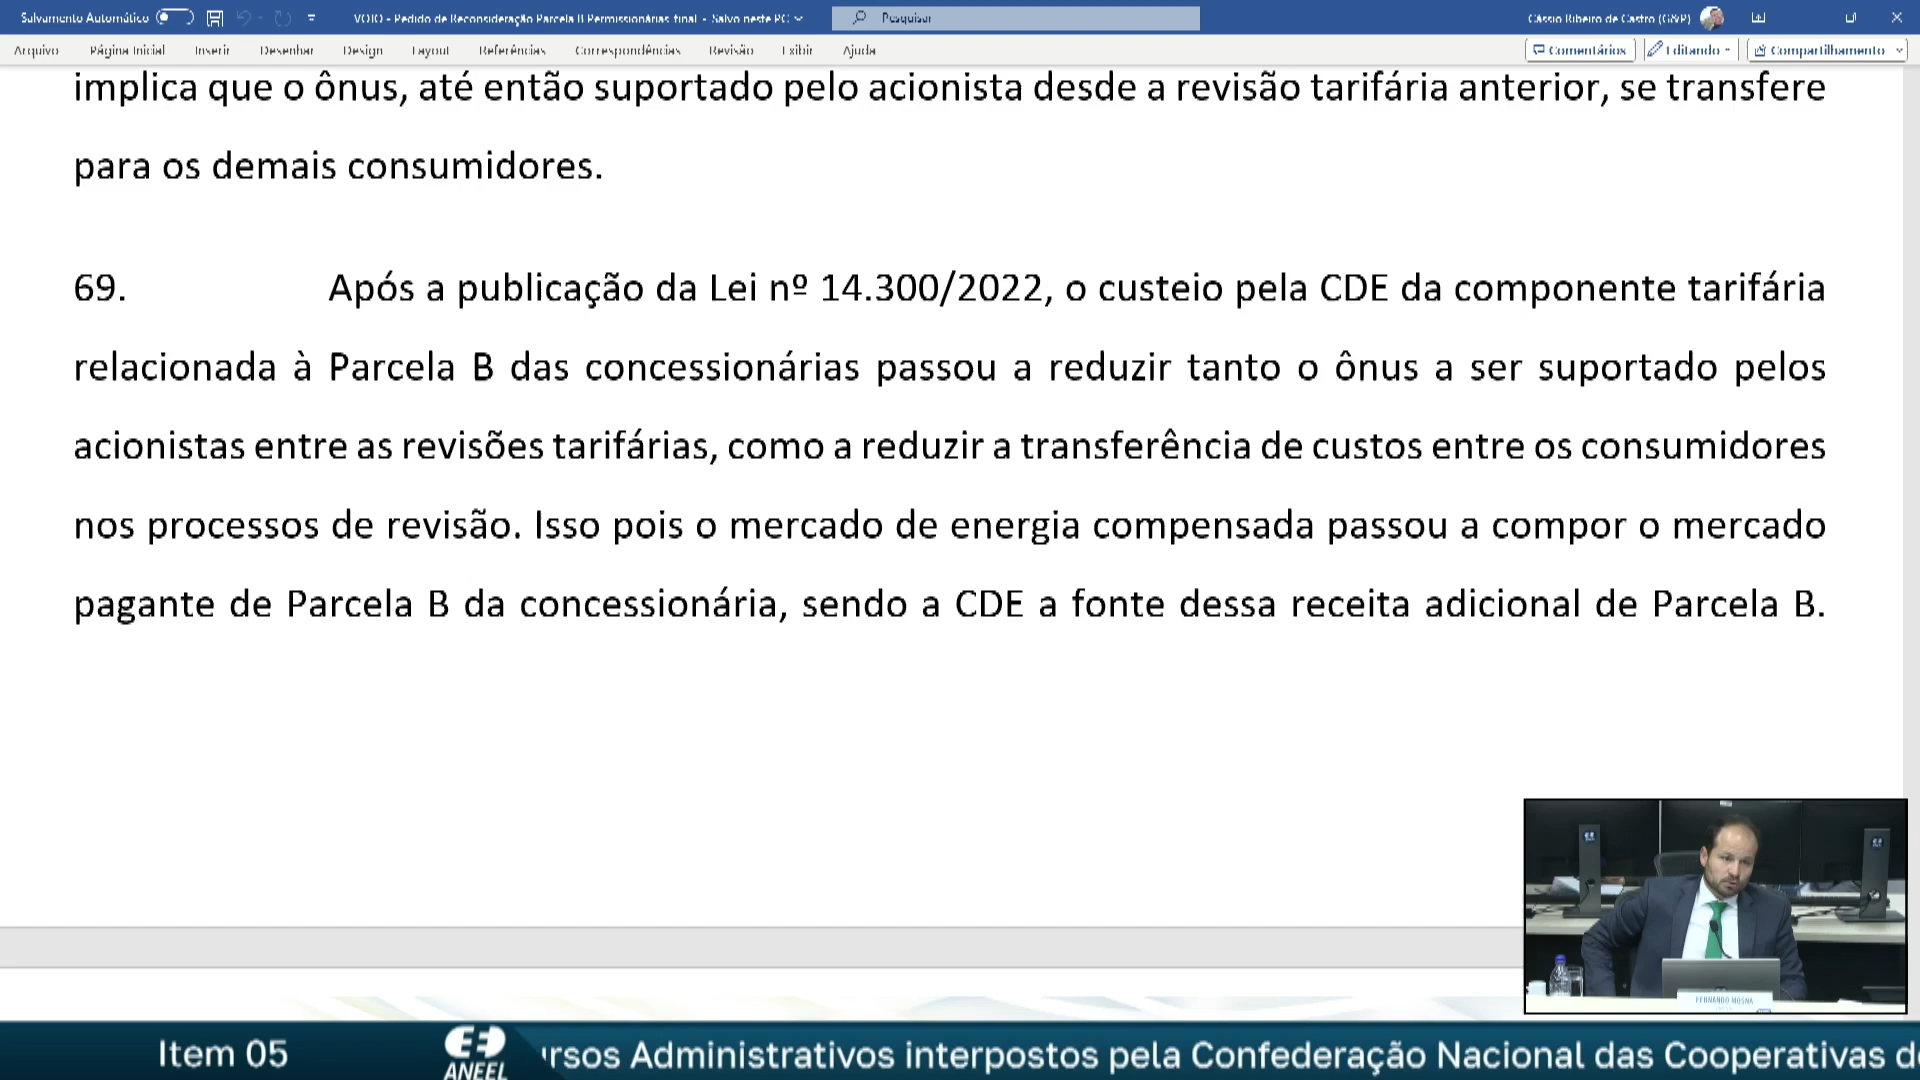 Salvamento Automático
VOTO - Pedido de Reconsideração Parcela B Permissionárias_final - Salvo neste PC
Pesquisar
Cássio Ribeiro de Castro (G&P)
Arquivo Página Inicial Inserir Desenhar Design Layout Referências Correspondências Revisão Exibir Ajuda
Comentários Editando Compartilhamento
implica que o ônus, até então suportado pelo acionista desde a revisão tarifária anterior, se transfere
para os demais consumidores.
69. Após a publicação da Lei nº 14.300/2022, o custeio pela CDE da componente tarifária
relacionada à Parcela B das concessionárias passou a reduzir tanto o ônus a ser suportado pelos
acionistas entre as revisões tarifárias, como a reduzir a transferência de custos entre os consumidores
nos processos de revisão. Isso pois o mercado de energia compensada passou a compor o mercado
pagante de Parcela B da concessionária, sendo a CDE a fonte dessa receita adicional de Parcela B.
FERNANDO MOSNA
Item 05
ANEEL
ursos Administrativos interpostos pela Confederação Nacional das Cooperativas d